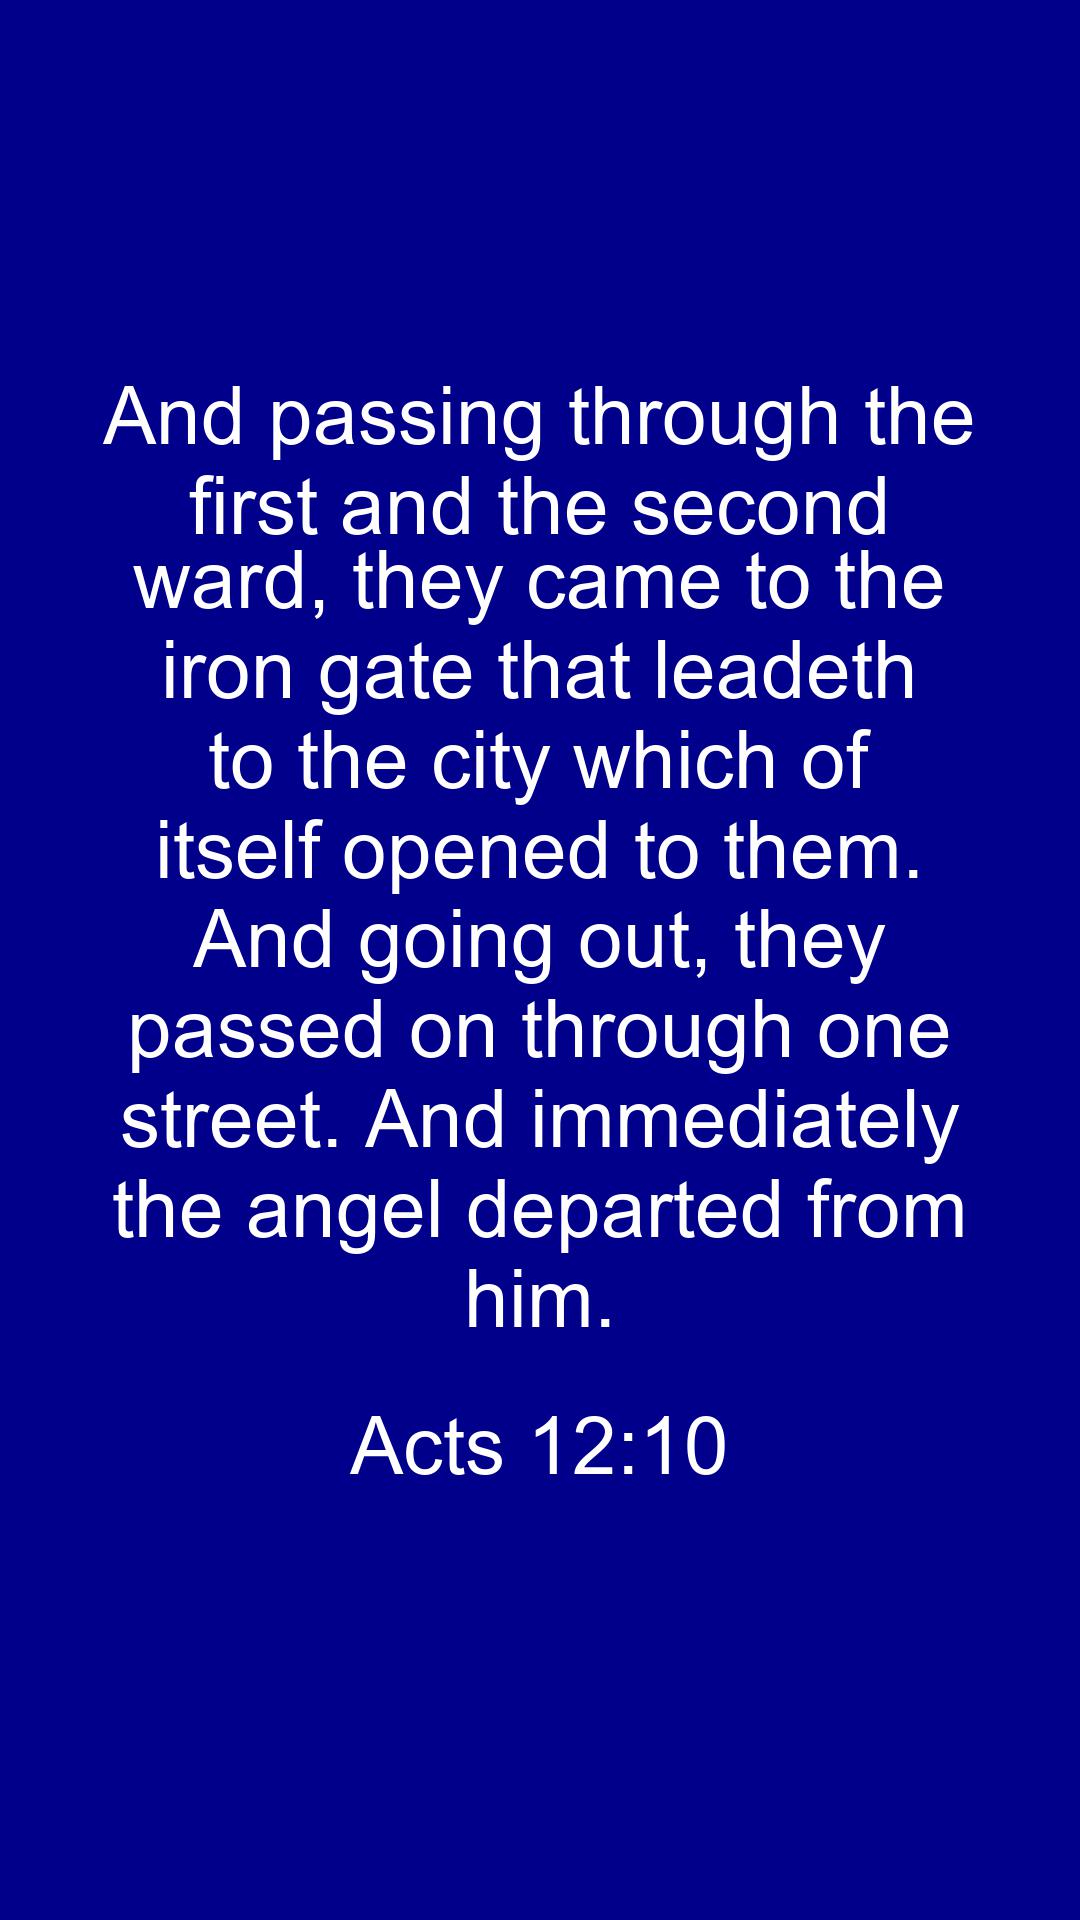 And passing through the
first and the second
ward, they came to the
iron gate that leadeth
to the city which of
itself opened to them.
And going out, they
passed on through one
street. And immediately
the angel departed from
him.
Acts 12:10